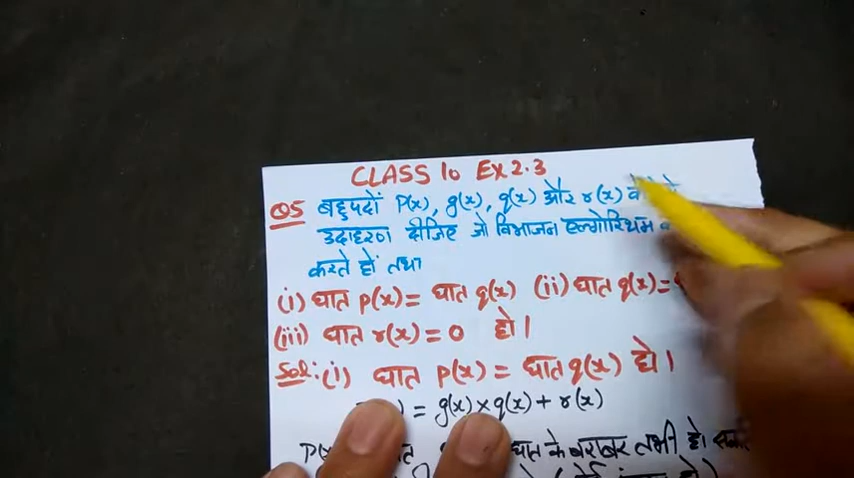 CLASS 10 Ex 2.3
Q5 बहुपदों P(x), g(x), q(x) और r(x) के
उदाहरण दीजिए जो विभाजन एल्गोरिथम
करते हों तथा
(i) घात p(x) = घात q(x) (ii) घात q(x) =
(iii) घात r(x) = 0 हो।
Sol: (i) घात p(x) = घात q(x) हो।
= g(x) × q(x) + r(x)
घात के बराबर तभी हो